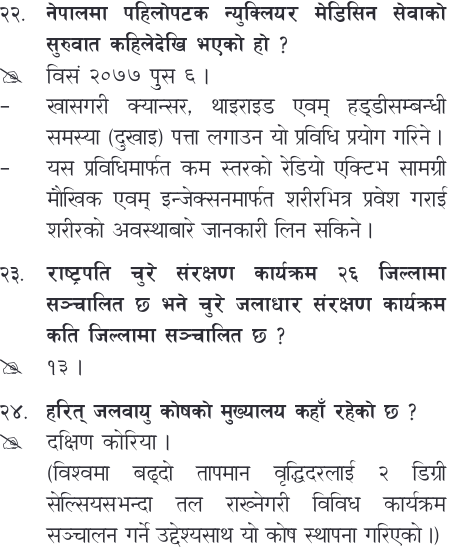 २२. नेपालमा पहिलोपटक न्युक्लियर मेडिसिन सेवाको
सुरुवात कहिलेदेखि भएको हो ?
विसं २०७७ पुस ६ ।
- खासगरी क्यान्सर, थाइराइड एवम् हड्डीसम्बन्धी
समस्या (दुखाइ) पत्ता लगाउन यो प्रविधि प्रयोग गरिने ।
- यस प्रविधिमार्फत कम स्तरको रेडियो एक्टिभ सामग्री
मौखिक एवम् इन्जेक्सनमार्फत शरीरभित्र प्रवेश गराई
शरीरको अवस्थाबारे जानकारी लिन सकिने ।
२३. राष्ट्रपति चुरे संरक्षण कार्यक्रम २६ जिल्लामा
सञ्चालित छ भने चुरे जलाधार संरक्षण कार्यक्रम
कति जिल्लामा सञ्चालित छ ?
१३ ।
२४. हरित् जलवायु कोषको मुख्यालय कहाँ रहेको छ ?
दक्षिण कोरिया ।
(विश्वमा बढ्दो तापमान वृद्धिदरलाई २ डिग्री
सेल्सियसभन्दा तल राख्नेगरी विविध कार्यक्रम
सञ्चालन गर्ने उद्देश्यसाथ यो कोष स्थापना गरिएको ।)